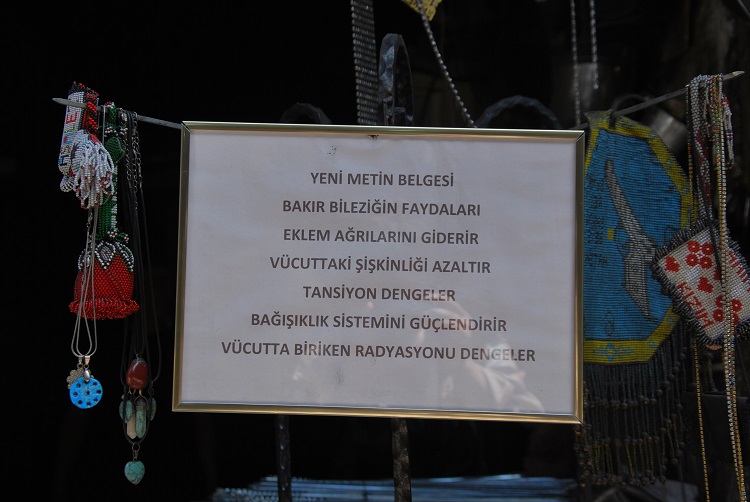 YENİ METİN BELGESİ
BAKIR BİLEZİĞİN FAYDALARI
EKLEM AĞRILARINI GİDERİR
VÜCUTTAKİ ŞİŞKİNLİĞİ AZALTIR
TANSİYON DENGELER
BAĞIŞIKLIK SİSTEMİNİ GÜÇLENDİRİR
VÜCUTTA BİRİKEN RADYASYONU DENGELER